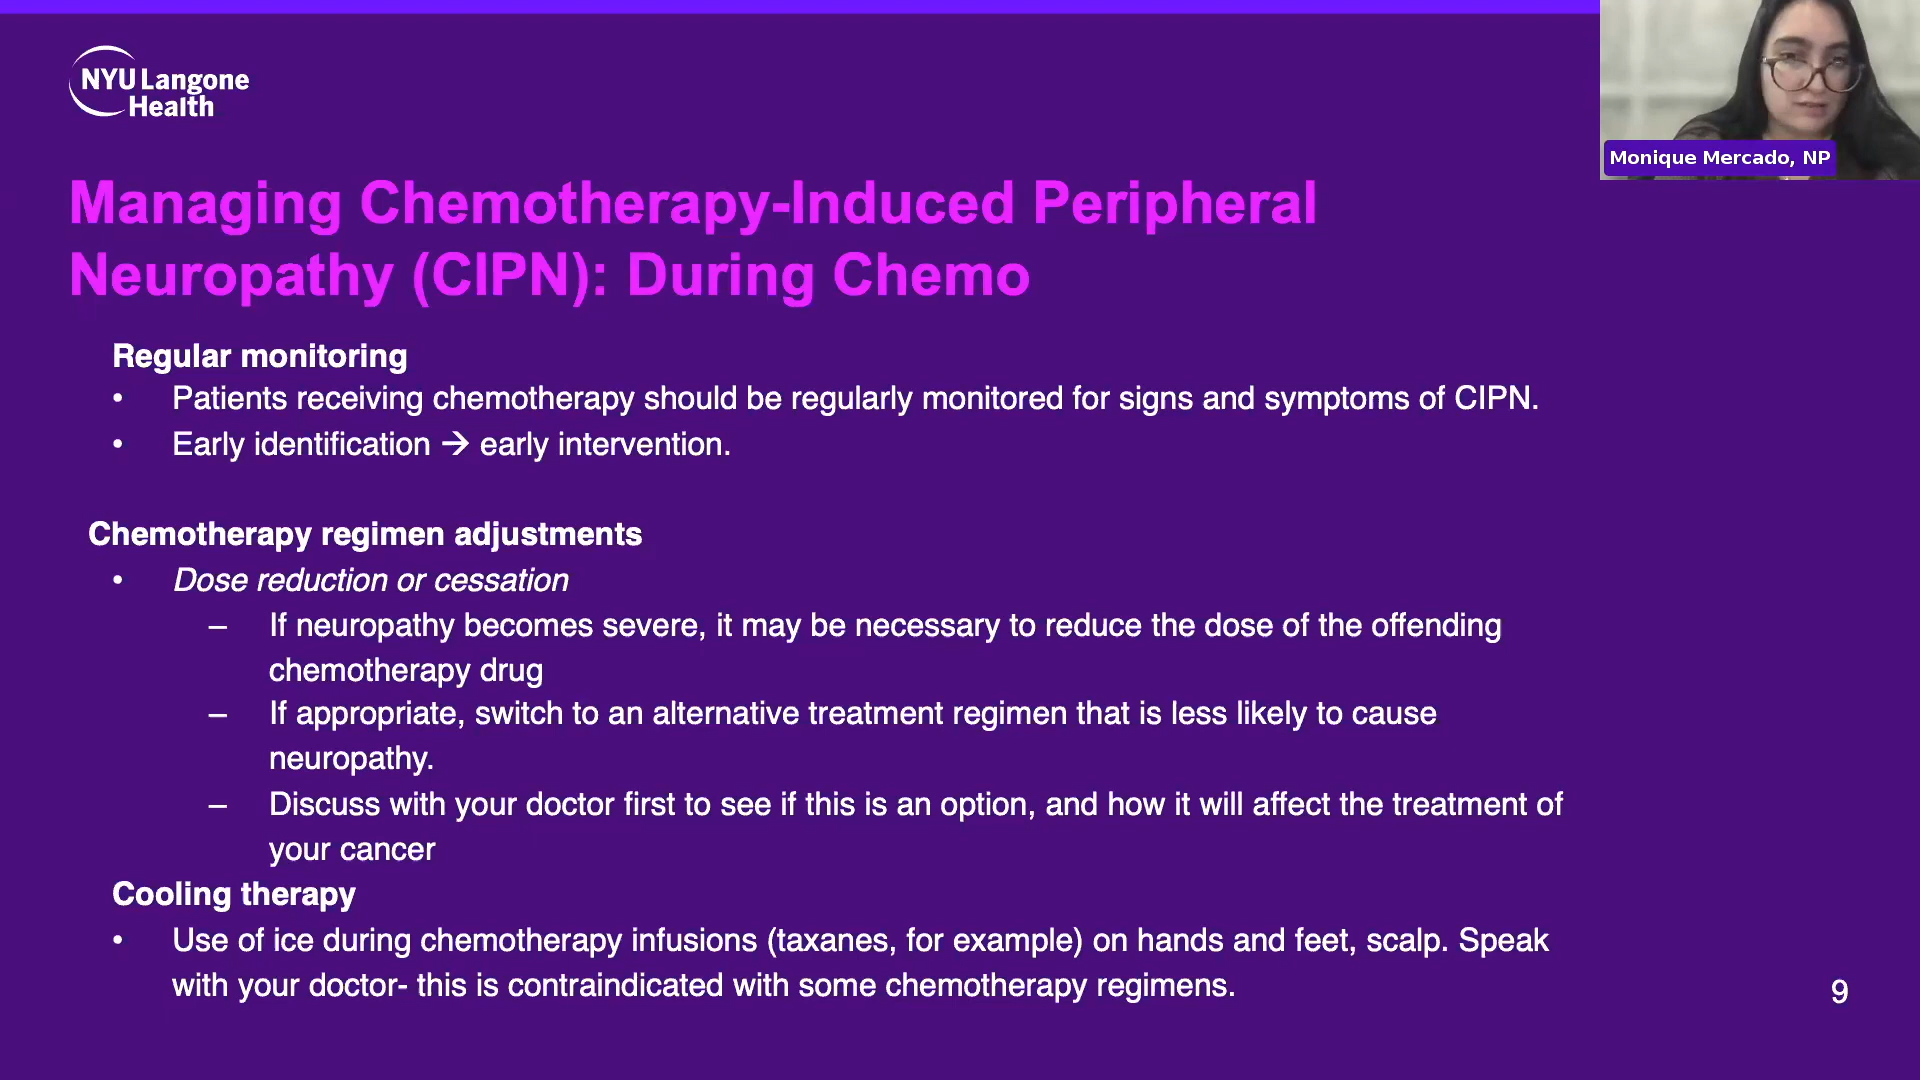 NYU Langone
Health
Monique Mercado, NP
Managing Chemotherapy-Induced Peripheral
Neuropathy (CIPN): During Chemo
Regular monitoring
• Patients receiving chemotherapy should be regularly monitored for signs and symptoms of CIPN.
• Early identification → early intervention.
Chemotherapy regimen adjustments
• Dose reduction or cessation
– If neuropathy becomes severe, it may be necessary to reduce the dose of the offending
chemotherapy drug
– If appropriate, switch to an alternative treatment regimen that is less likely to cause
neuropathy.
– Discuss with your doctor first to see if this is an option, and how it will affect the treatment of
your cancer
Cooling therapy
• Use of ice during chemotherapy infusions (taxanes, for example) on hands and feet, scalp. Speak
with your doctor- this is contraindicated with some chemotherapy regimens.
9